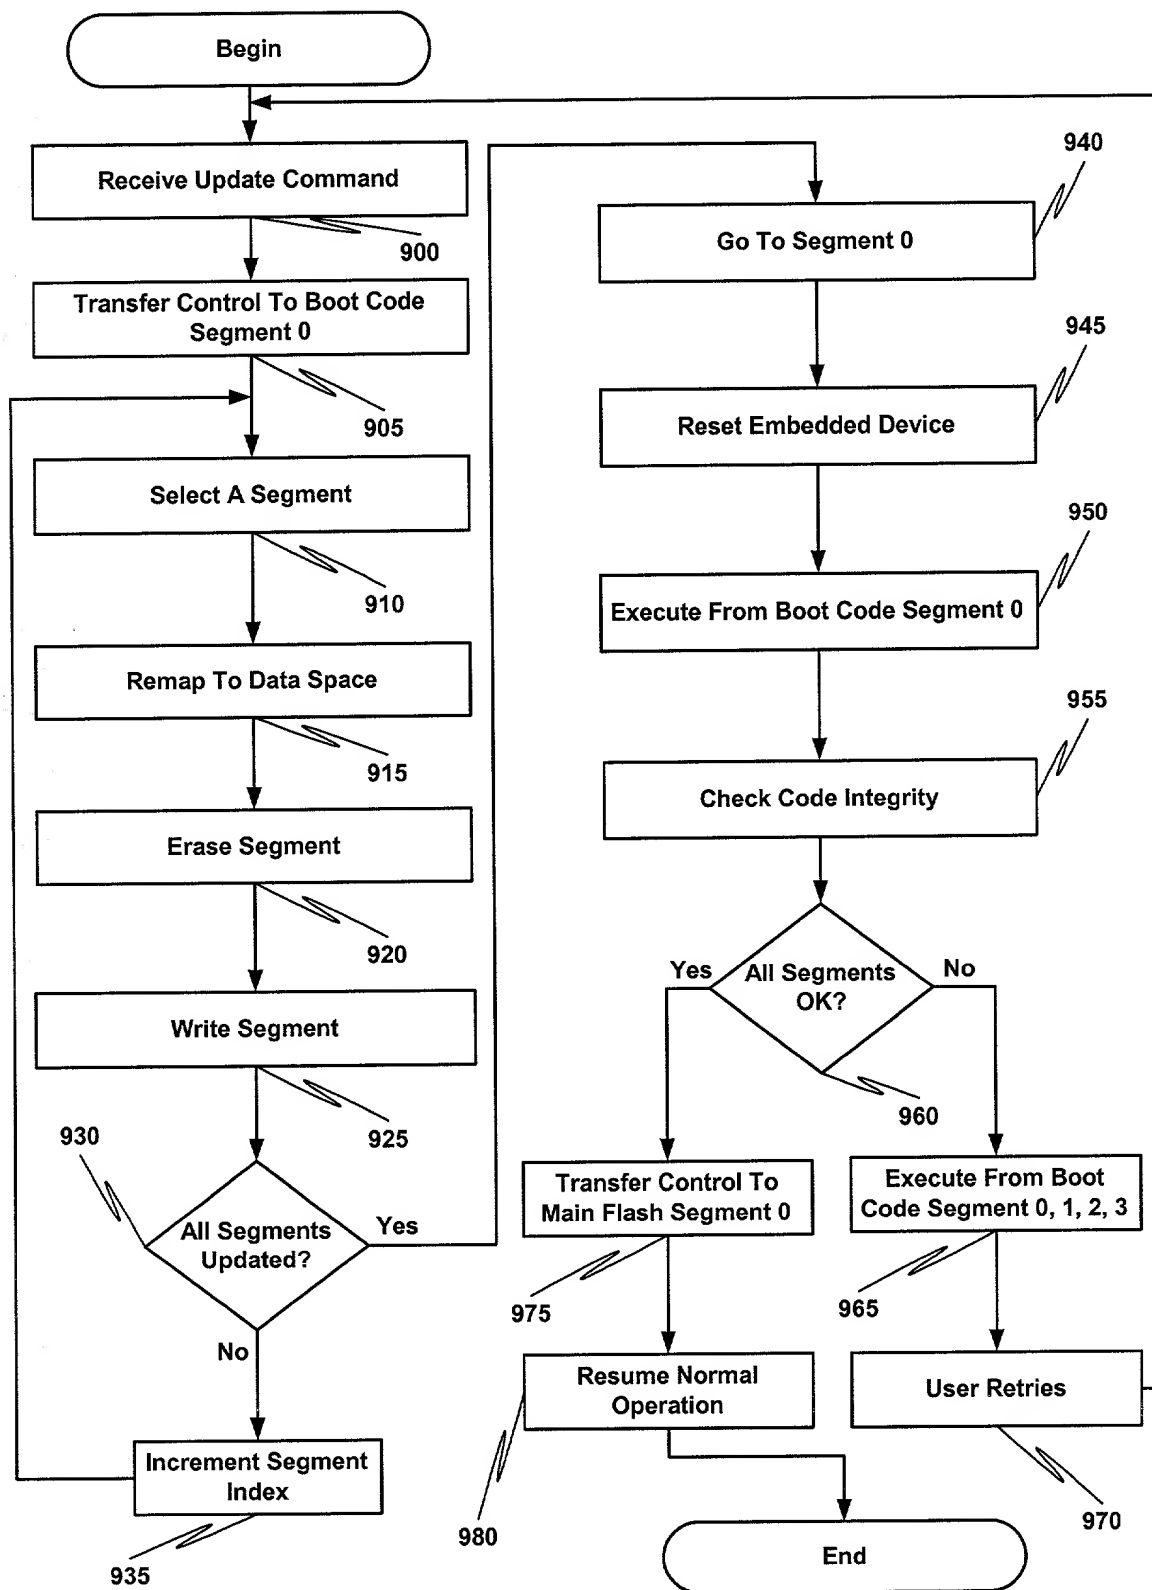 Begin
Receive Update Command
900
Transfer Control To Boot Code
Segment 0
905
Select A Segment
910
Remap To Data Space
915
Erase Segment
920
Write Segment
925
930
All Segments
Updated?
Yes
No
Increment Segment
Index
935
940
Go To Segment 0
945
Reset Embedded Device
950
Execute From Boot Code Segment 0
955
Check Code Integrity
Yes
All Segments
OK?
No
960
Transfer Control To
Main Flash Segment 0
975
Execute From Boot
Code Segment 0, 1, 2, 3
965
Resume Normal
Operation
980
User Retries
970
End